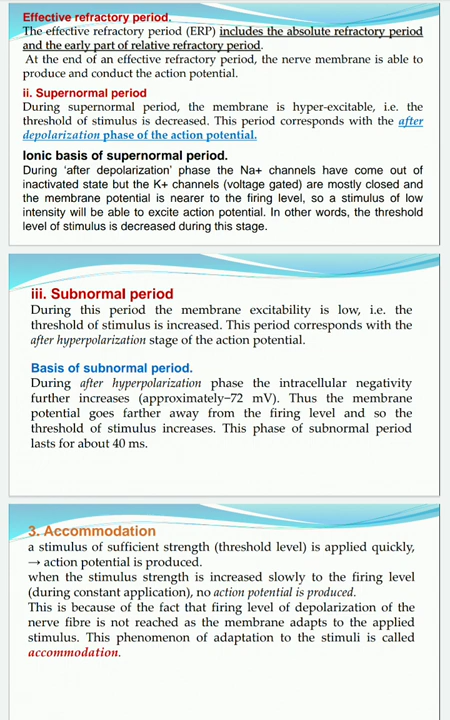 Effective refractory period.
The effective refractory period (ERP) includes the absolute refractory period
and the early part of relative refractory period.
At the end of an effective refractory period, the nerve membrane is able to
produce and conduct the action potential.
ii. Supernormal period
During supernormal period, the membrane is hyper-excitable, i.e. the
threshold of stimulus is decreased. This period corresponds with the after
depolarization phase of the action potential.
Ionic basis of supernormal period.
During ‘after depolarization’ phase the Na+ channels have come out of
inactivated state but the K+ channels (voltage gated) are mostly closed and
the membrane potential is nearer to the firing level, so a stimulus of low
intensity will be able to excite action potential. In other words, the threshold
level of stimulus is decreased during this stage.
iii. Subnormal period
During this period the membrane excitability is low, i.e. the
threshold of stimulus is increased. This period corresponds with the
after hyperpolarization stage of the action potential.
Basis of subnormal period.
During after hyperpolarization phase the intracellular negativity
further increases (approximately−72 mV). Thus the membrane
potential goes farther away from the firing level and so the
threshold of stimulus increases. This phase of subnormal period
lasts for about 40 ms.
3. Accommodation
a stimulus of sufficient strength (threshold level) is applied quickly,
→ action potential is produced.
when the stimulus strength is increased slowly to the firing level
(during constant application), no action potential is produced.
This is because of the fact that firing level of depolarization of the
nerve fibre is not reached as the membrane adapts to the applied
stimulus. This phenomenon of adaptation to the stimuli is called
accommodation.